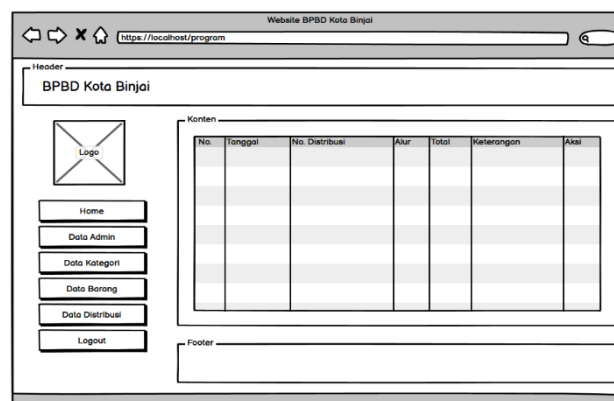 Website BPBD Kota Binjai
https://localhost/program
Header
BPBD Kota Binjai
Logo
Home
Data Admin
Data Kategori
Data Barang
Data Distribusi
Logout
Konten
No. Tanggal No. Distribusi Alur Total Keterangan Aksi
Footer